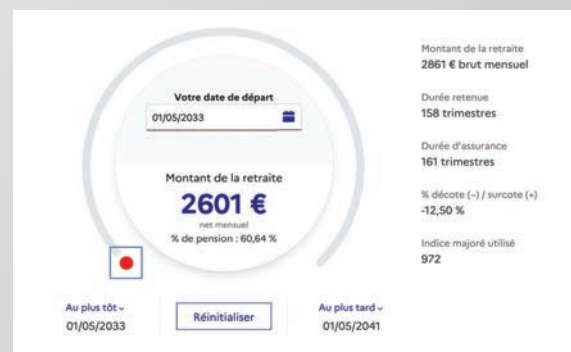 Votre date de départ
01/05/2033
Montant de la retraite
2601 €
net mensuel
% de pension : 60,64 %
Au plus tôt
01/05/2033
Réinitialiser
Au plus tard
01/05/2041
Montant de la retraite
2861 € brut mensuel
Durée retenue
158 trimestres
Durée d'assurance
161 trimestres
% décote (-) / surcote (+)
-12,50 %
Indice majoré utilisé
972